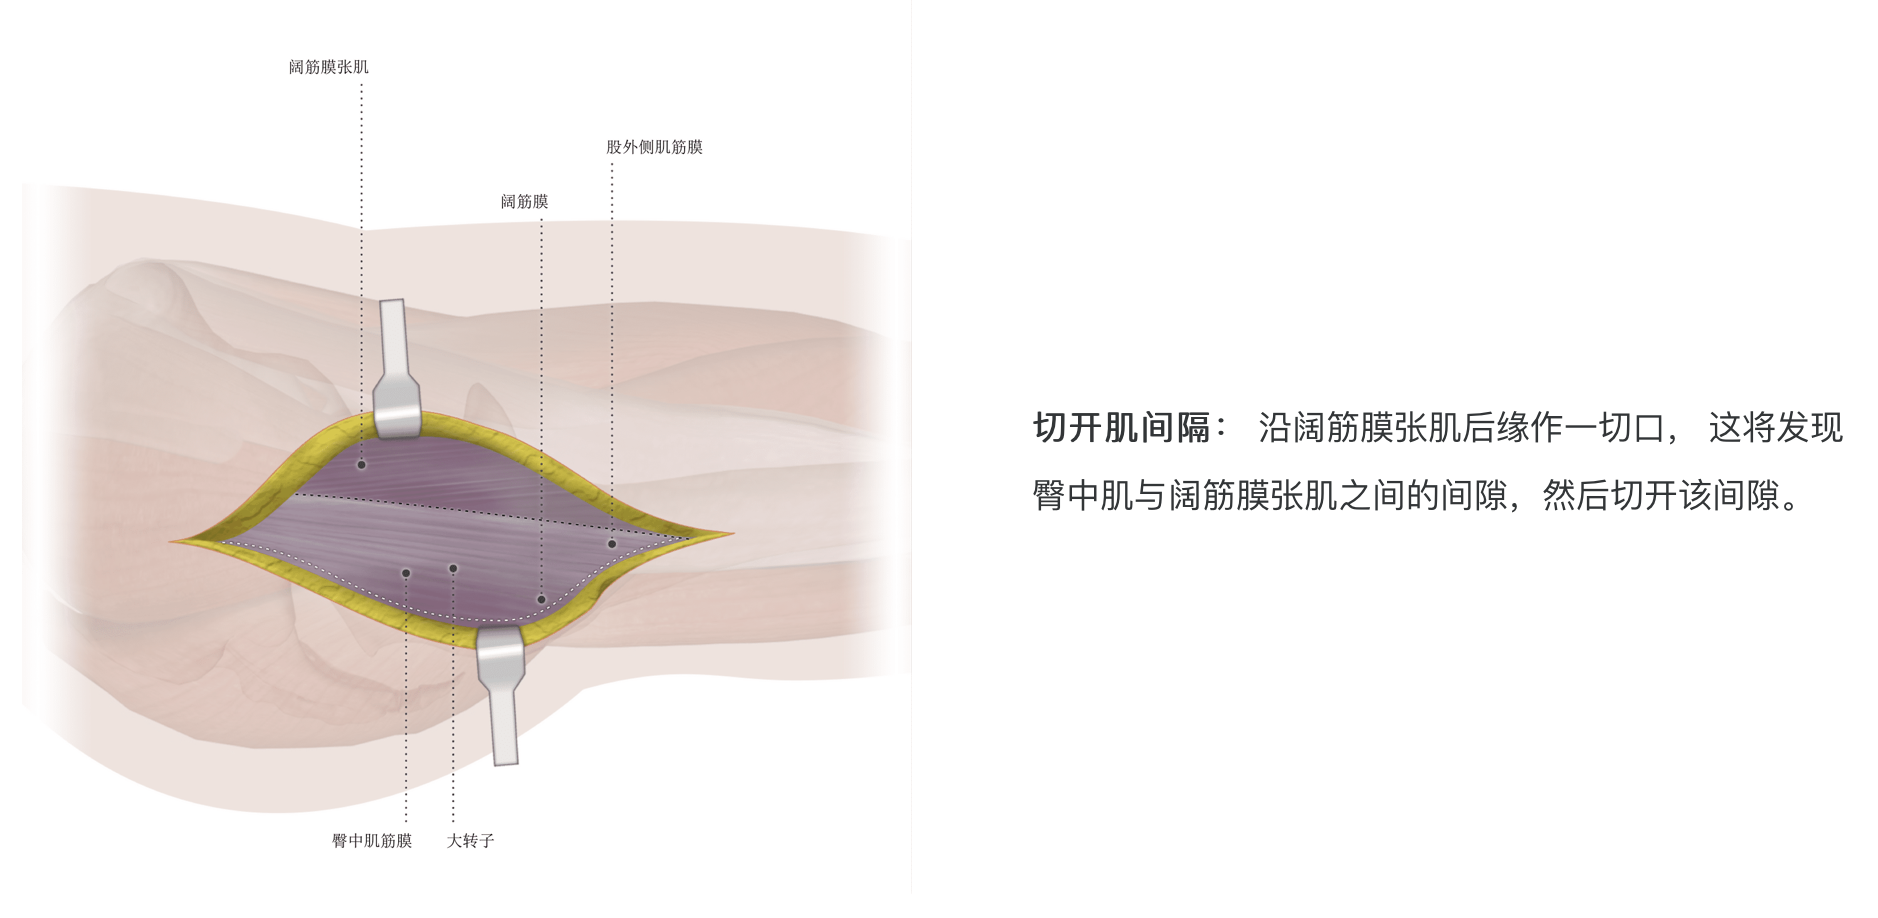 阔筋膜张肌
股外侧肌筋膜
阔筋膜
臀中肌筋膜
大转子
切开肌间隔： 沿阔筋膜张肌后缘作一切口， 这将发现
臀中肌与阔筋膜张肌之间的间隙，然后切开该间隙。